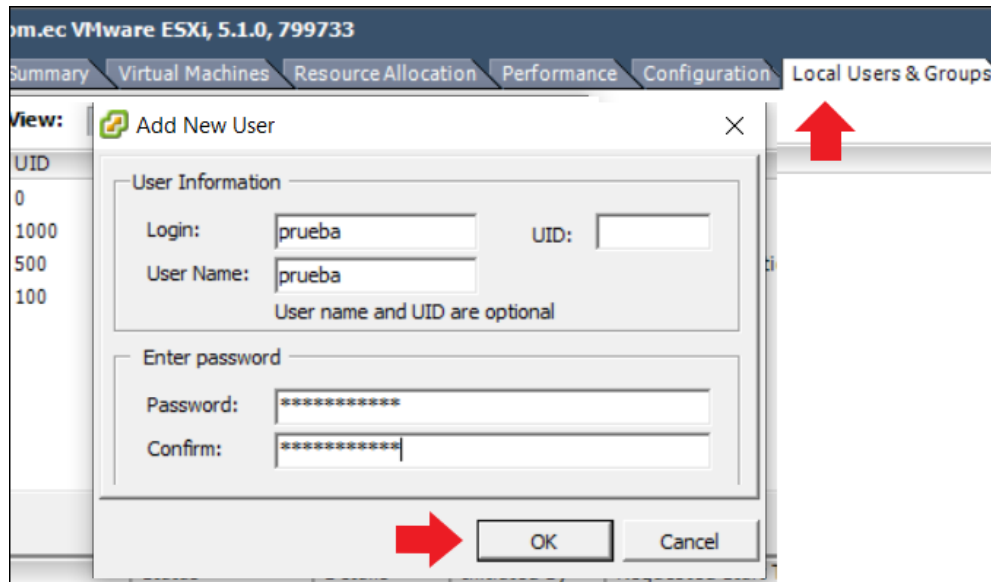 om.ec VMware ESXi, 5.1.0, 799733
Summary Virtual Machines Resource Allocation Performance Configuration Local Users & Groups
View:
Add New User
UID
0
1000
500
100
User Information
Login: prueba UID:
User Name: prueba
User name and UID are optional
Enter password
Password: ***********
Confirm: ***********
OK Cancel